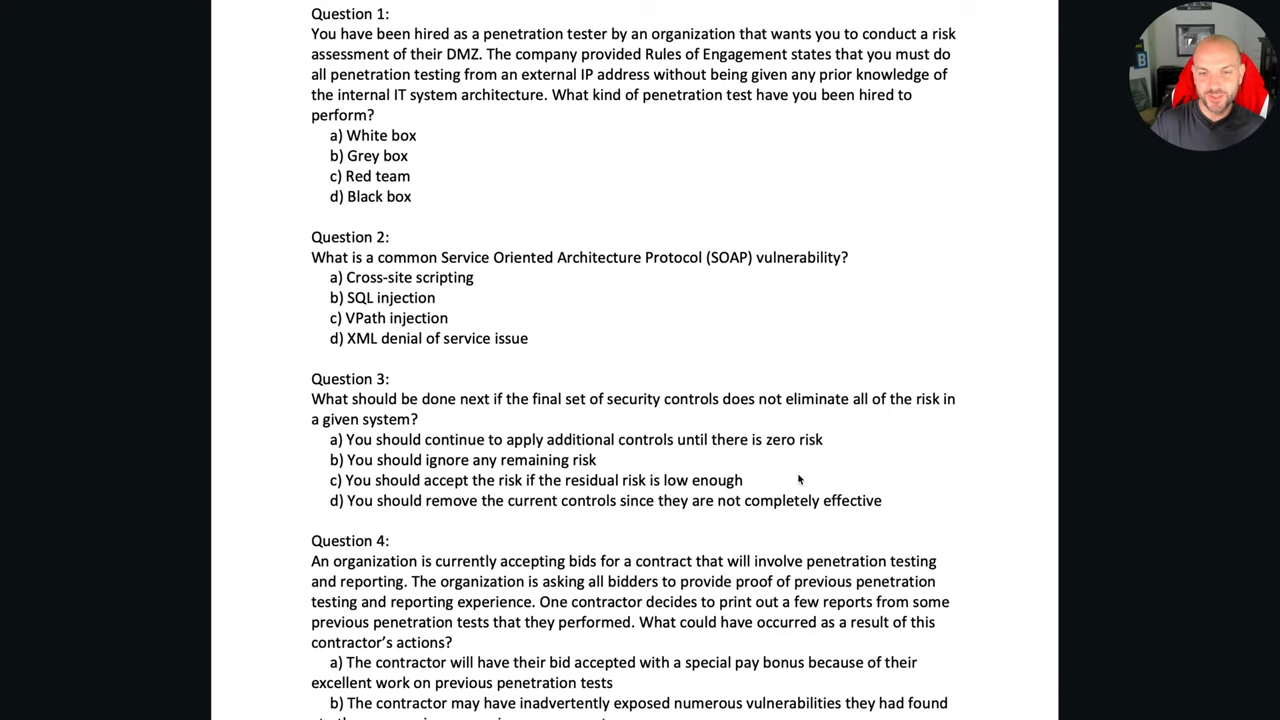 Question 1:
You have been hired as a penetration tester by an organization that wants you to conduct a risk
assessment of their DMZ. The company provided Rules of Engagement states that you must do
all penetration testing from an external IP address without being given any prior knowledge of
the internal IT system architecture. What kind of penetration test have you been hired to
perform?
a) White box
b) Grey box
c) Red team
d) Black box
Question 2:
What is a common Service Oriented Architecture Protocol (SOAP) vulnerability?
a) Cross-site scripting
b) SQL injection
c) VPath injection
d) XML denial of service issue
Question 3:
What should be done next if the final set of security controls does not eliminate all of the risk in
a given system?
a) You should continue to apply additional controls until there is zero risk
b) You should ignore any remaining risk
c) You should accept the risk if the residual risk is low enough
d) You should remove the current controls since they are not completely effective
Question 4:
An organization is currently accepting bids for a contract that will involve penetration testing
and reporting. The organization is asking all bidders to provide proof of previous penetration
testing and reporting experience. One contractor decides to print out a few reports from some
previous penetration tests that they performed. What could have occurred as a result of this
contractor's actions?
a) The contractor will have their bid accepted with a special pay bonus because of their
excellent work on previous penetration tests
b) The contractor may have inadvertently exposed numerous vulnerabilities they had found